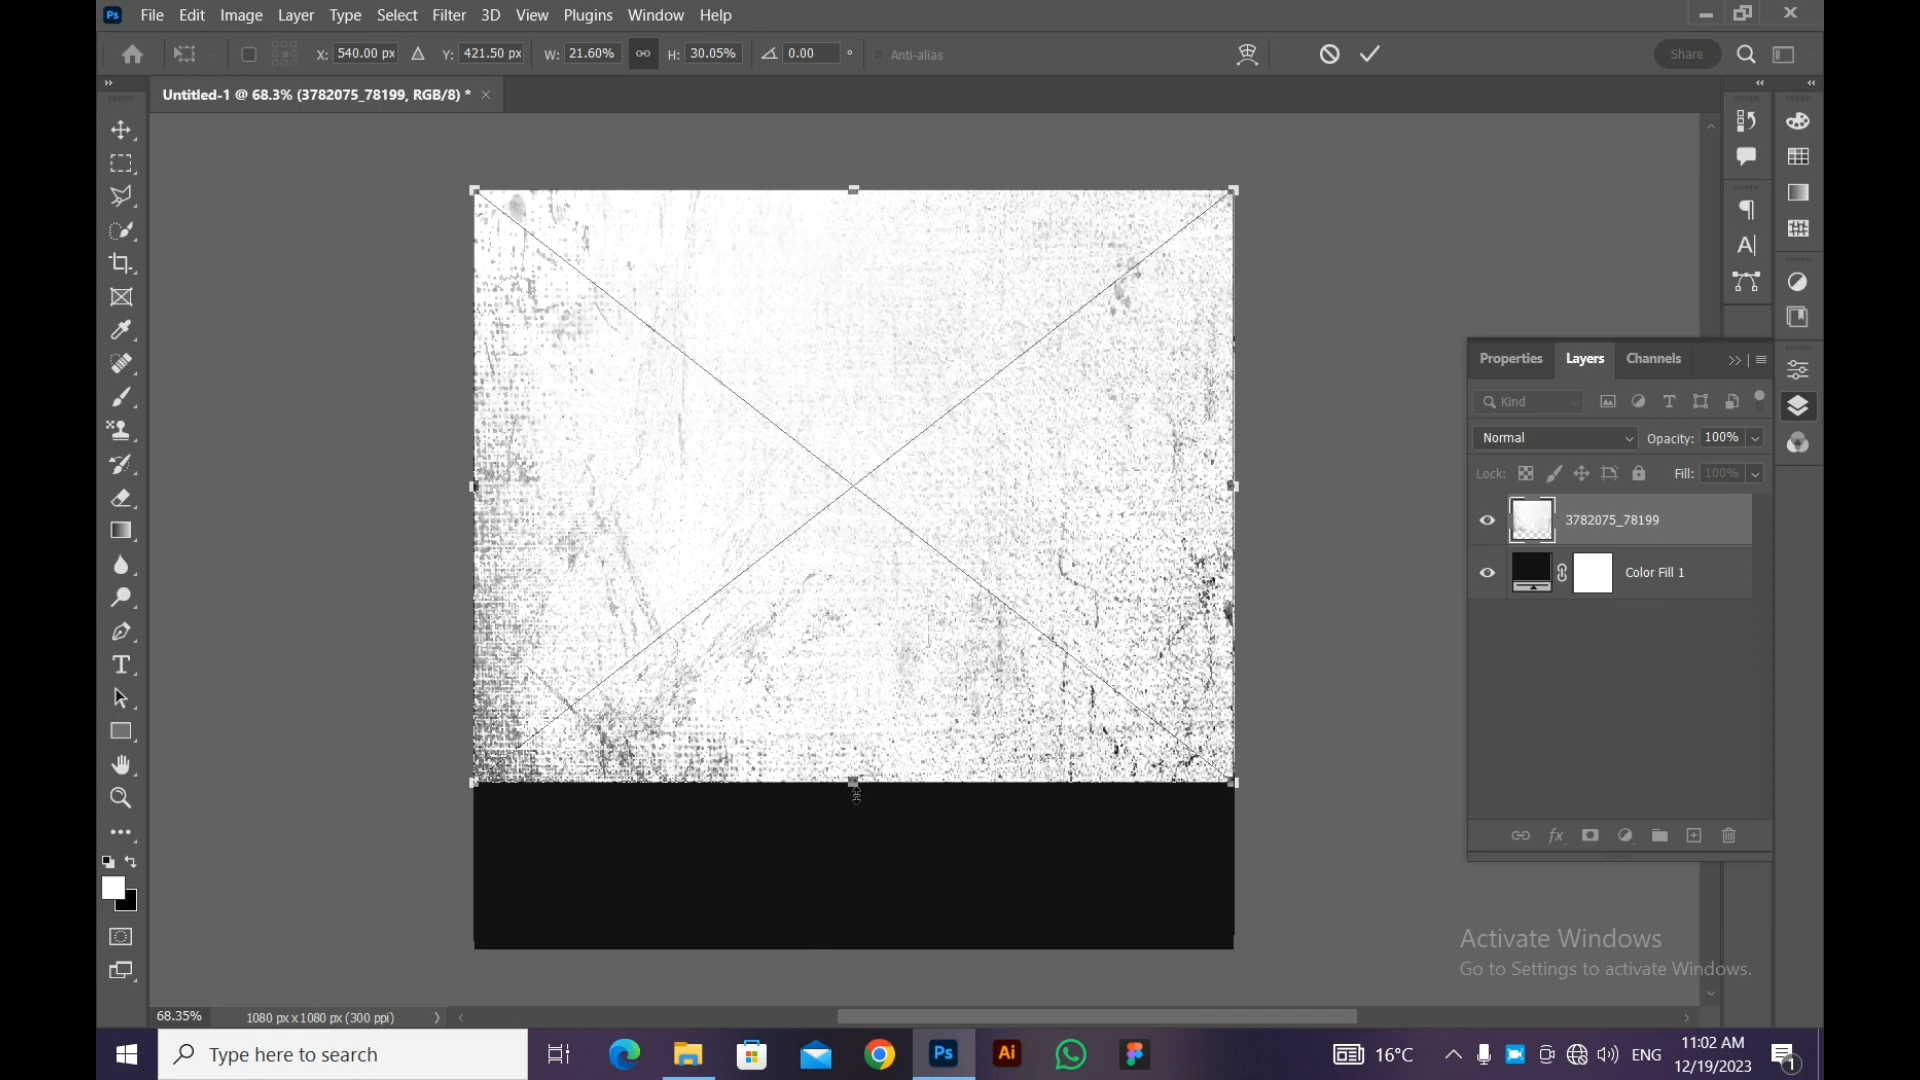 Ps File Edit Image Layer Type Select Filter 3D View Plugins Window Help
X: 540.00 px Y: 421.50 px W: 21.60% H: 30.05% 0.00 ° Anti-alias Share
Untitled-1 @ 68.3% (3782075_78199, RGB/8) *
Properties Layers Channels
Kind
Normal Opacity: 100%
Lock: Fill: 100%
3782075_78199
Color Fill 1
Activate Windows
Go to Settings to activate Windows.
68.35% 1080 px x 1080 px (300 ppi)
Type here to search
Ps Ai
16°C ENG 11:02 AM
12/19/2023 1